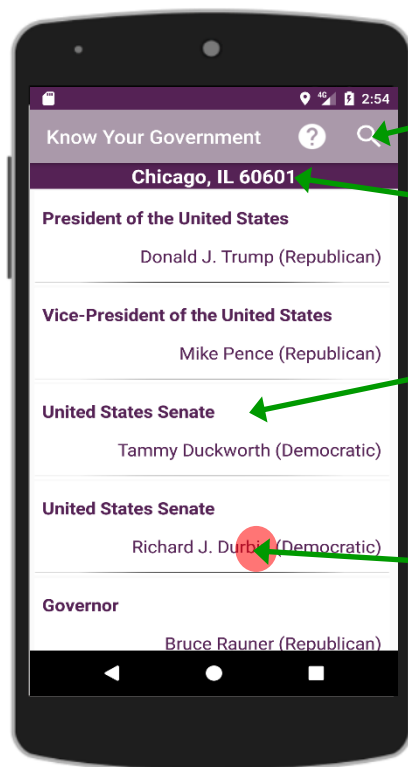 4G 2:54
Know Your Government ?
Chicago, IL 60601
President of the United States
Donald J. Trump (Republican)
Vice-President of the United States
Mike Pence (Republican)
United States Senate
Tammy Duckworth (Democratic)
United States Senate
Richard J. Durbin (Democratic)
Governor
Bruce Rauner (Republican)